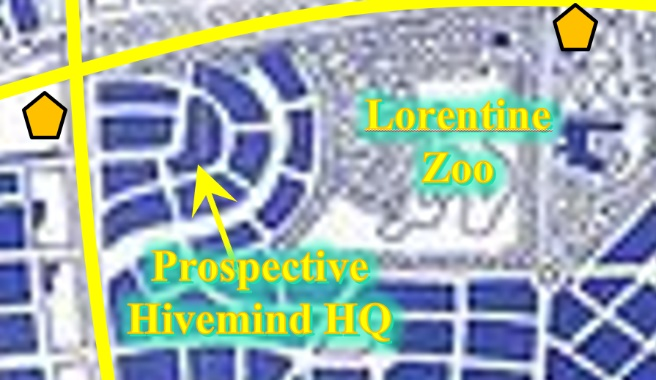 Lorentine
Zoo
Prospective
Hivemind HQ